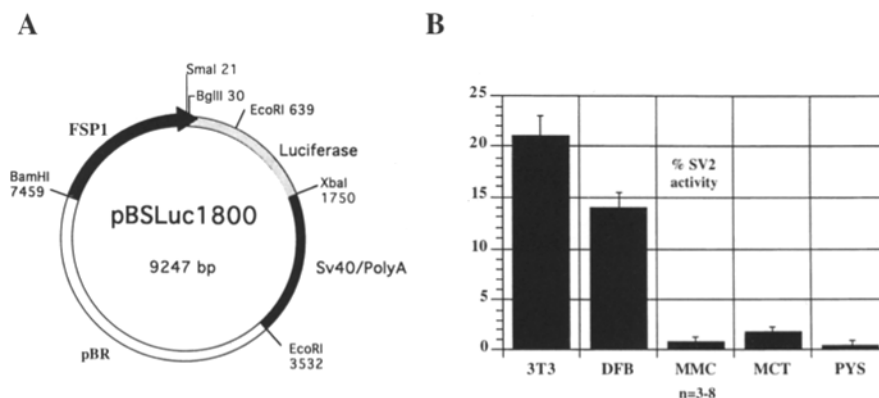 A
SmaI 21
BglII 30
EcoRI 639
FSP1
Luciferase
BamHI
7459
XbaI
1750
pBSLuc1800
9247 bp
Sv40/PolyA
pBR
EcoRI
3532
B
25
20
15
10
5
0
% SV2
activity
3T3 DFB MMC MCT PYS
n=3-8